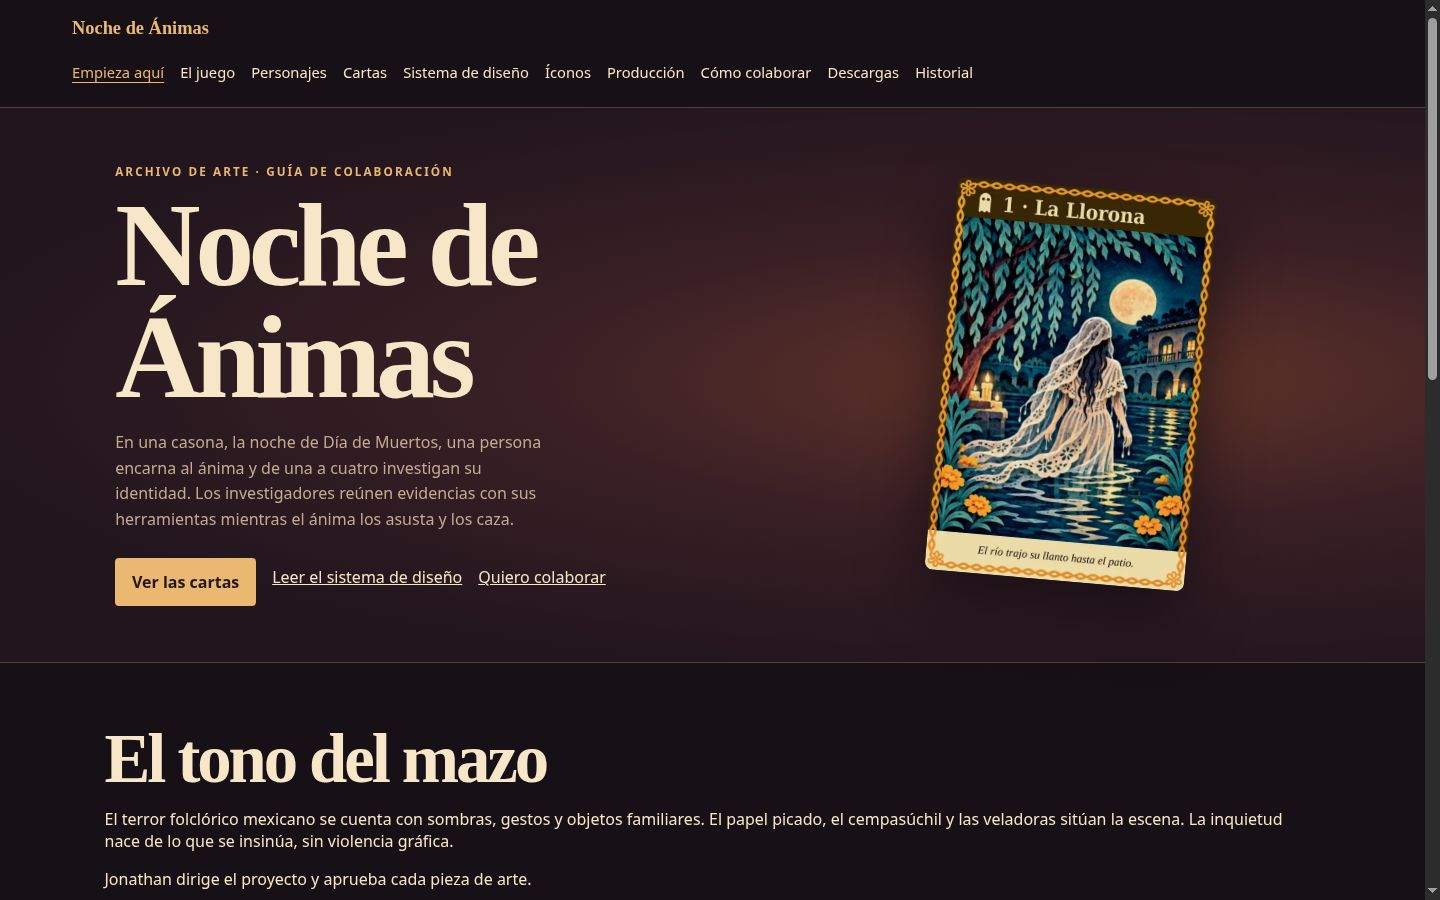 Noche de Ánimas
Empieza aquí El juego Personajes Cartas Sistema de diseño Íconos Producción Cómo colaborar Descargas Historial
ARCHIVO DE ARTE · GUÍA DE COLABORACIÓN
Noche de
Ánimas
En una casona, la noche de Día de Muertos, una persona
encarna al ánima y de una a cuatro investigan su
identidad. Los investigadores reúnen evidencias con sus
herramientas mientras el ánima los asusta y los caza.
Ver las cartas Leer el sistema de diseño Quiero colaborar
1 · La Llorona
El río trajo su llanto hasta el patio.
El tono del mazo
El terror folclórico mexicano se cuenta con sombras, gestos y objetos familiares. El papel picado, el cempasúchil y las veladoras sitúan la escena. La inquietud
nace de lo que se insinúa, sin violencia gráfica.
Jonathan dirige el proyecto y aprueba cada pieza de arte.